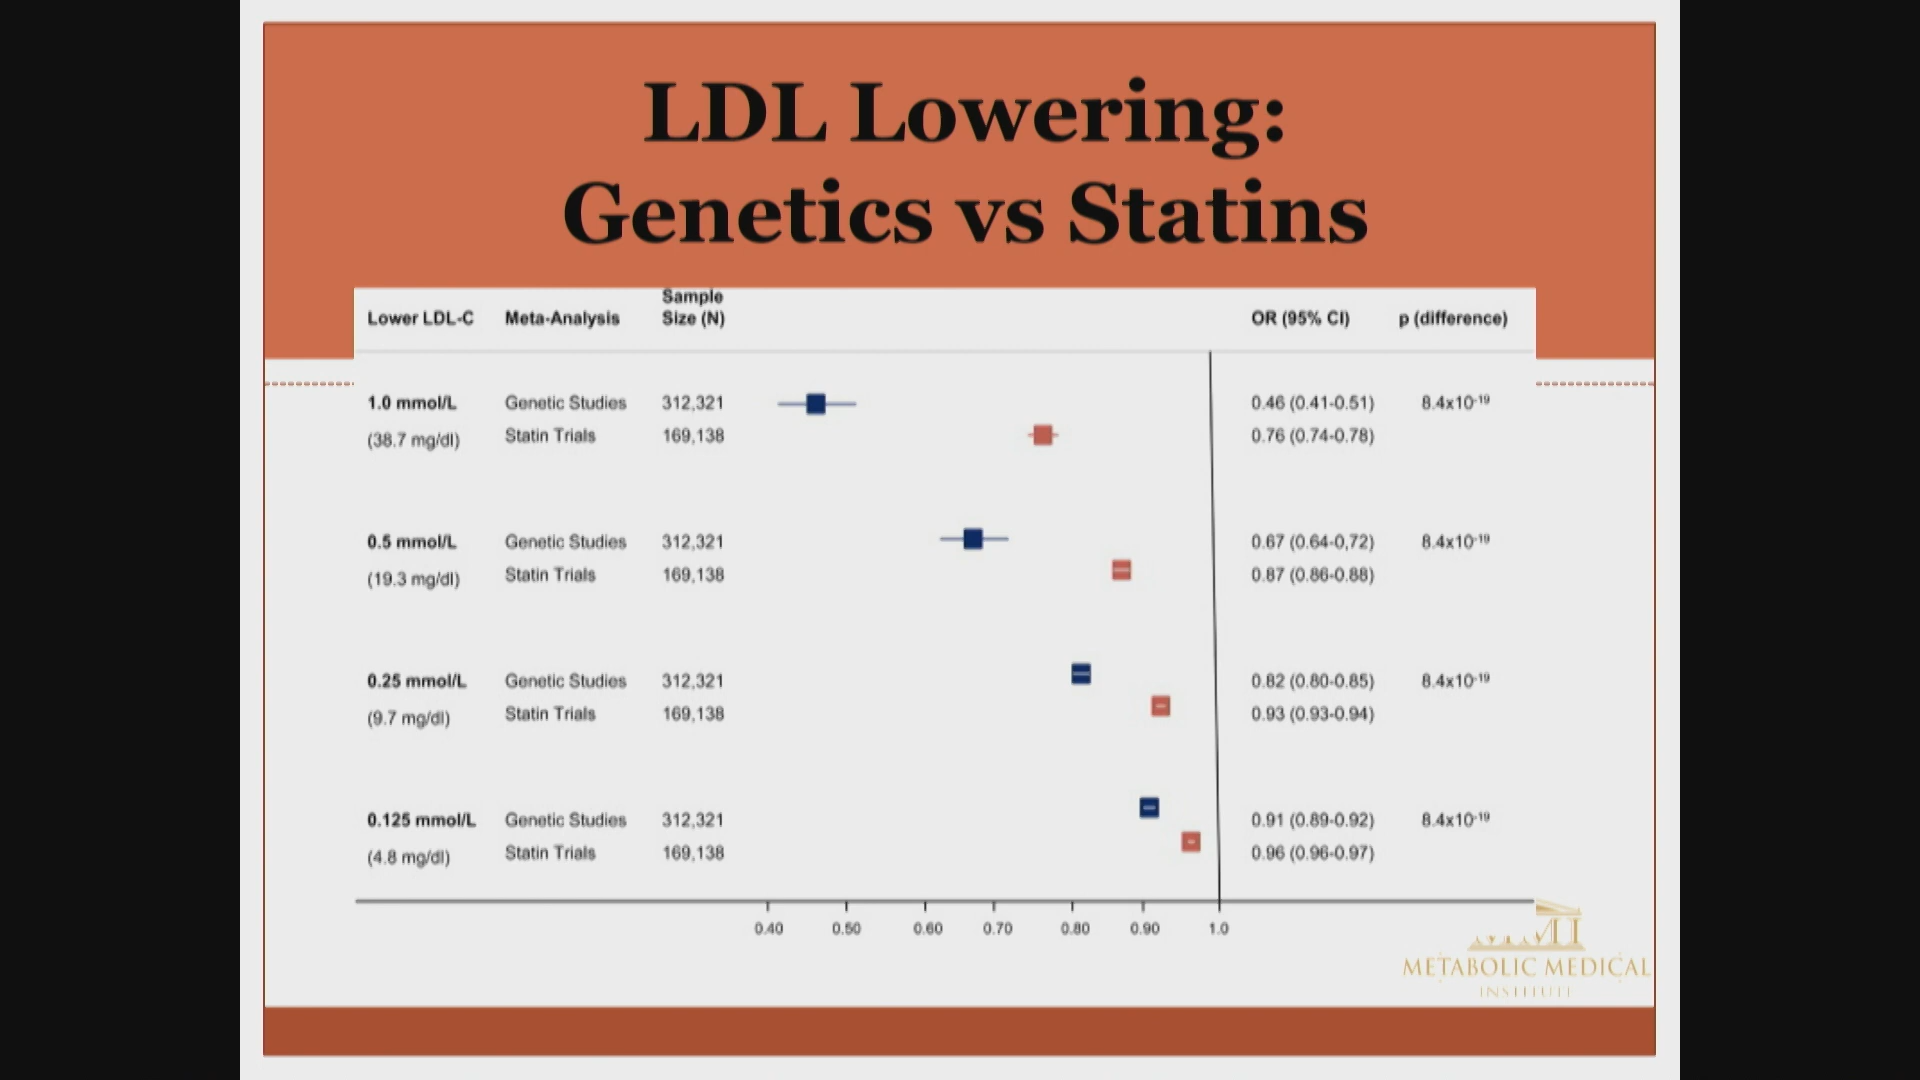 LDL Lowering:
Genetics vs Statins
Sample
Lower LDL-C Meta-Analysis Size (N) OR (95% CI) p (difference)
1.0 mmol/L Genetic Studies 312,321 0.46 (0.41-0.51) 8.4x10-19
(38.7 mg/dl) Statin Trials 169,138 0.76 (0.74-0.78)
0.5 mmol/L Genetic Studies 312,321 0.67 (0.64-0,72) 8.4x10-19
(19.3 mg/dl) Statin Trials 169,138 0.87 (0.86-0.88)
0.25 mmol/L Genetic Studies 312,321 0.82 (0.80-0.85) 8.4x10-19
(9.7 mg/dl) Statin Trials 169,138 0.93 (0.93-0.94)
0.125 mmol/L Genetic Studies 312,321 0.91 (0.89-0.92) 8.4x10-19
(4.8 mg/dl) Statin Trials 169,138 0.96 (0.96-0.97)
0.40 0.50 0.60 0.70 0.80 0.90 1.0
METABOLIC MEDICAL
INSTITUTE